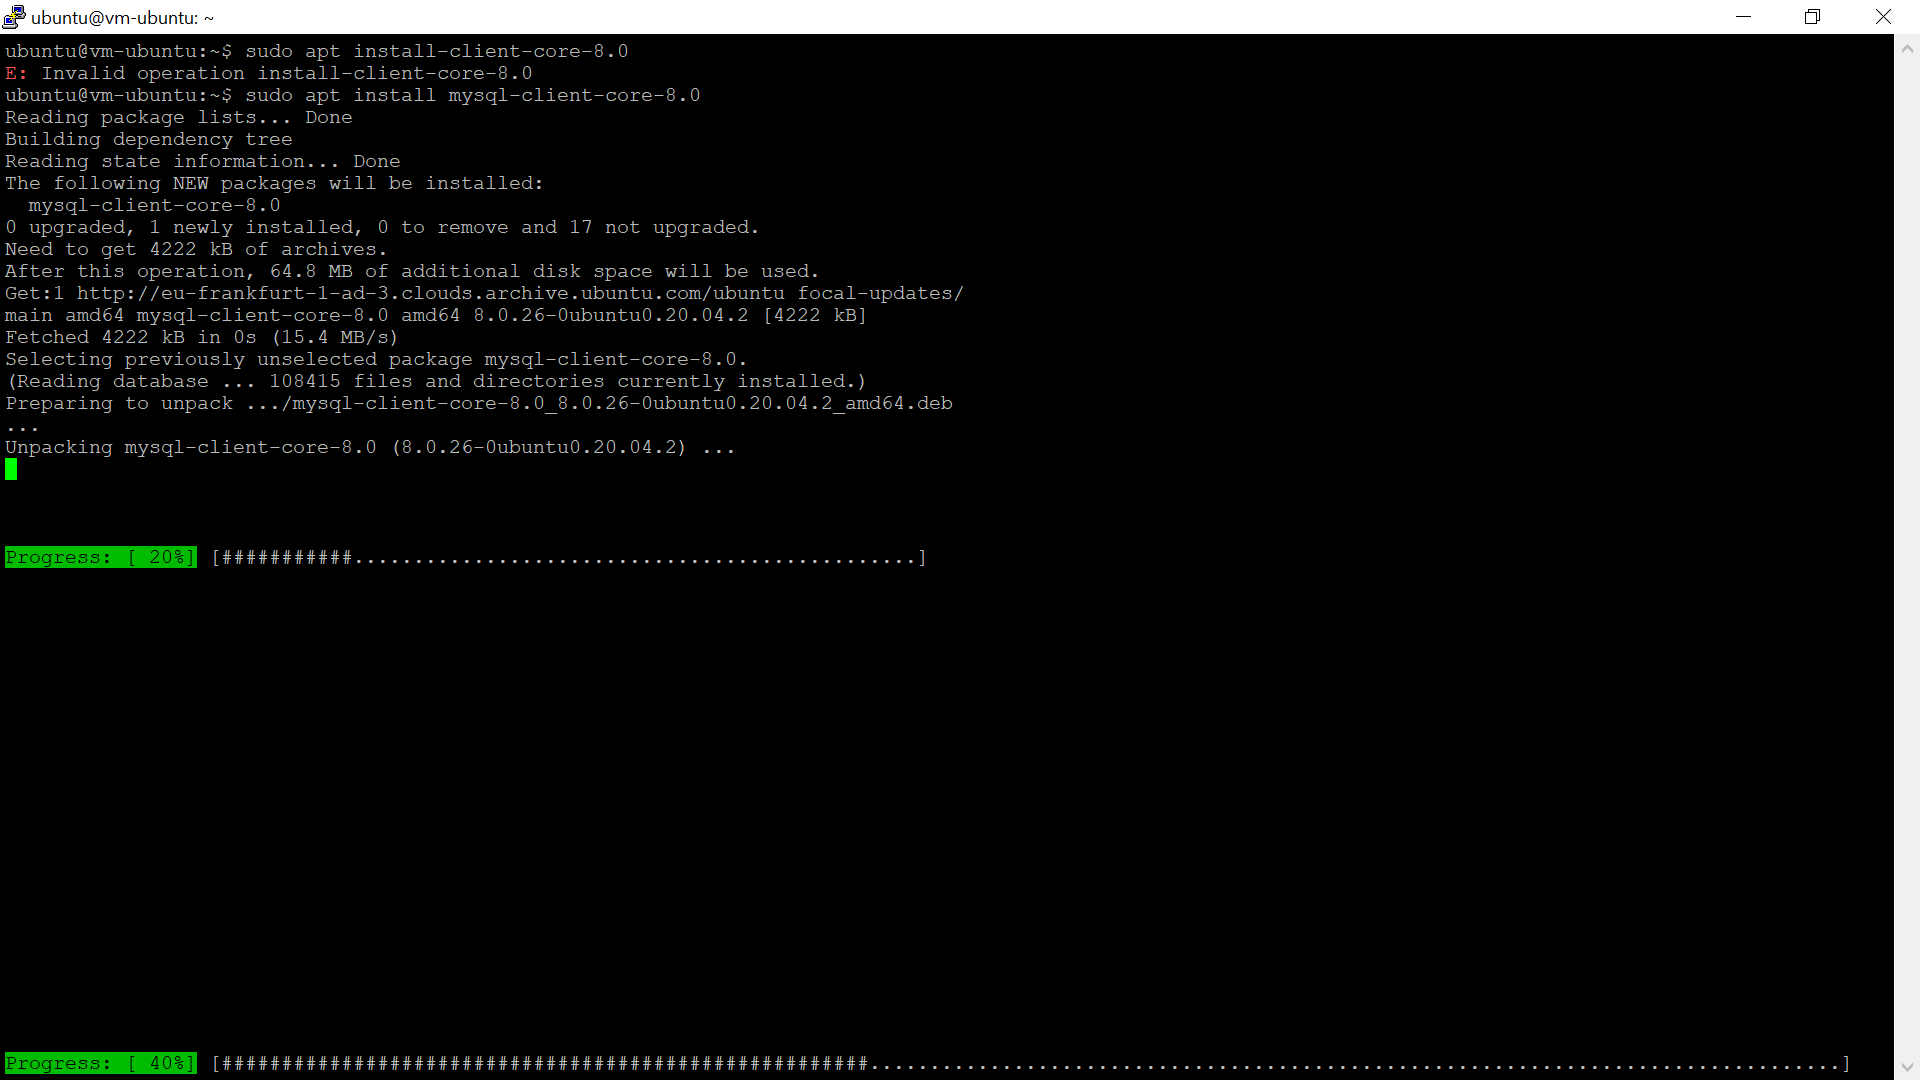 ubuntu@vm-ubuntu: ~
ubuntu@vm-ubuntu:~$ sudo apt install-client-core-8.0
E: Invalid operation install-client-core-8.0
ubuntu@vm-ubuntu:~$ sudo apt install mysql-client-core-8.0
Reading package lists... Done
Building dependency tree
Reading state information... Done
The following NEW packages will be installed:
  mysql-client-core-8.0
0 upgraded, 1 newly installed, 0 to remove and 17 not upgraded.
Need to get 4222 kB of archives.
After this operation, 64.8 MB of additional disk space will be used.
Get:1 http://eu-frankfurt-1-ad-3.clouds.archive.ubuntu.com/ubuntu focal-updates/
main amd64 mysql-client-core-8.0 amd64 8.0.26-0ubuntu0.20.04.2 [4222 kB]
Fetched 4222 kB in 0s (15.4 MB/s)
Selecting previously unselected package mysql-client-core-8.0.
(Reading database ... 108415 files and directories currently installed.)
Preparing to unpack .../mysql-client-core-8.0_8.0.26-0ubuntu0.20.04.2_amd64.deb
...
Unpacking mysql-client-core-8.0 (8.0.26-0ubuntu0.20.04.2) ...
Progress: [ 20%] [###########...............................................]
Progress: [ 40%] [######################################################.................................................................................]